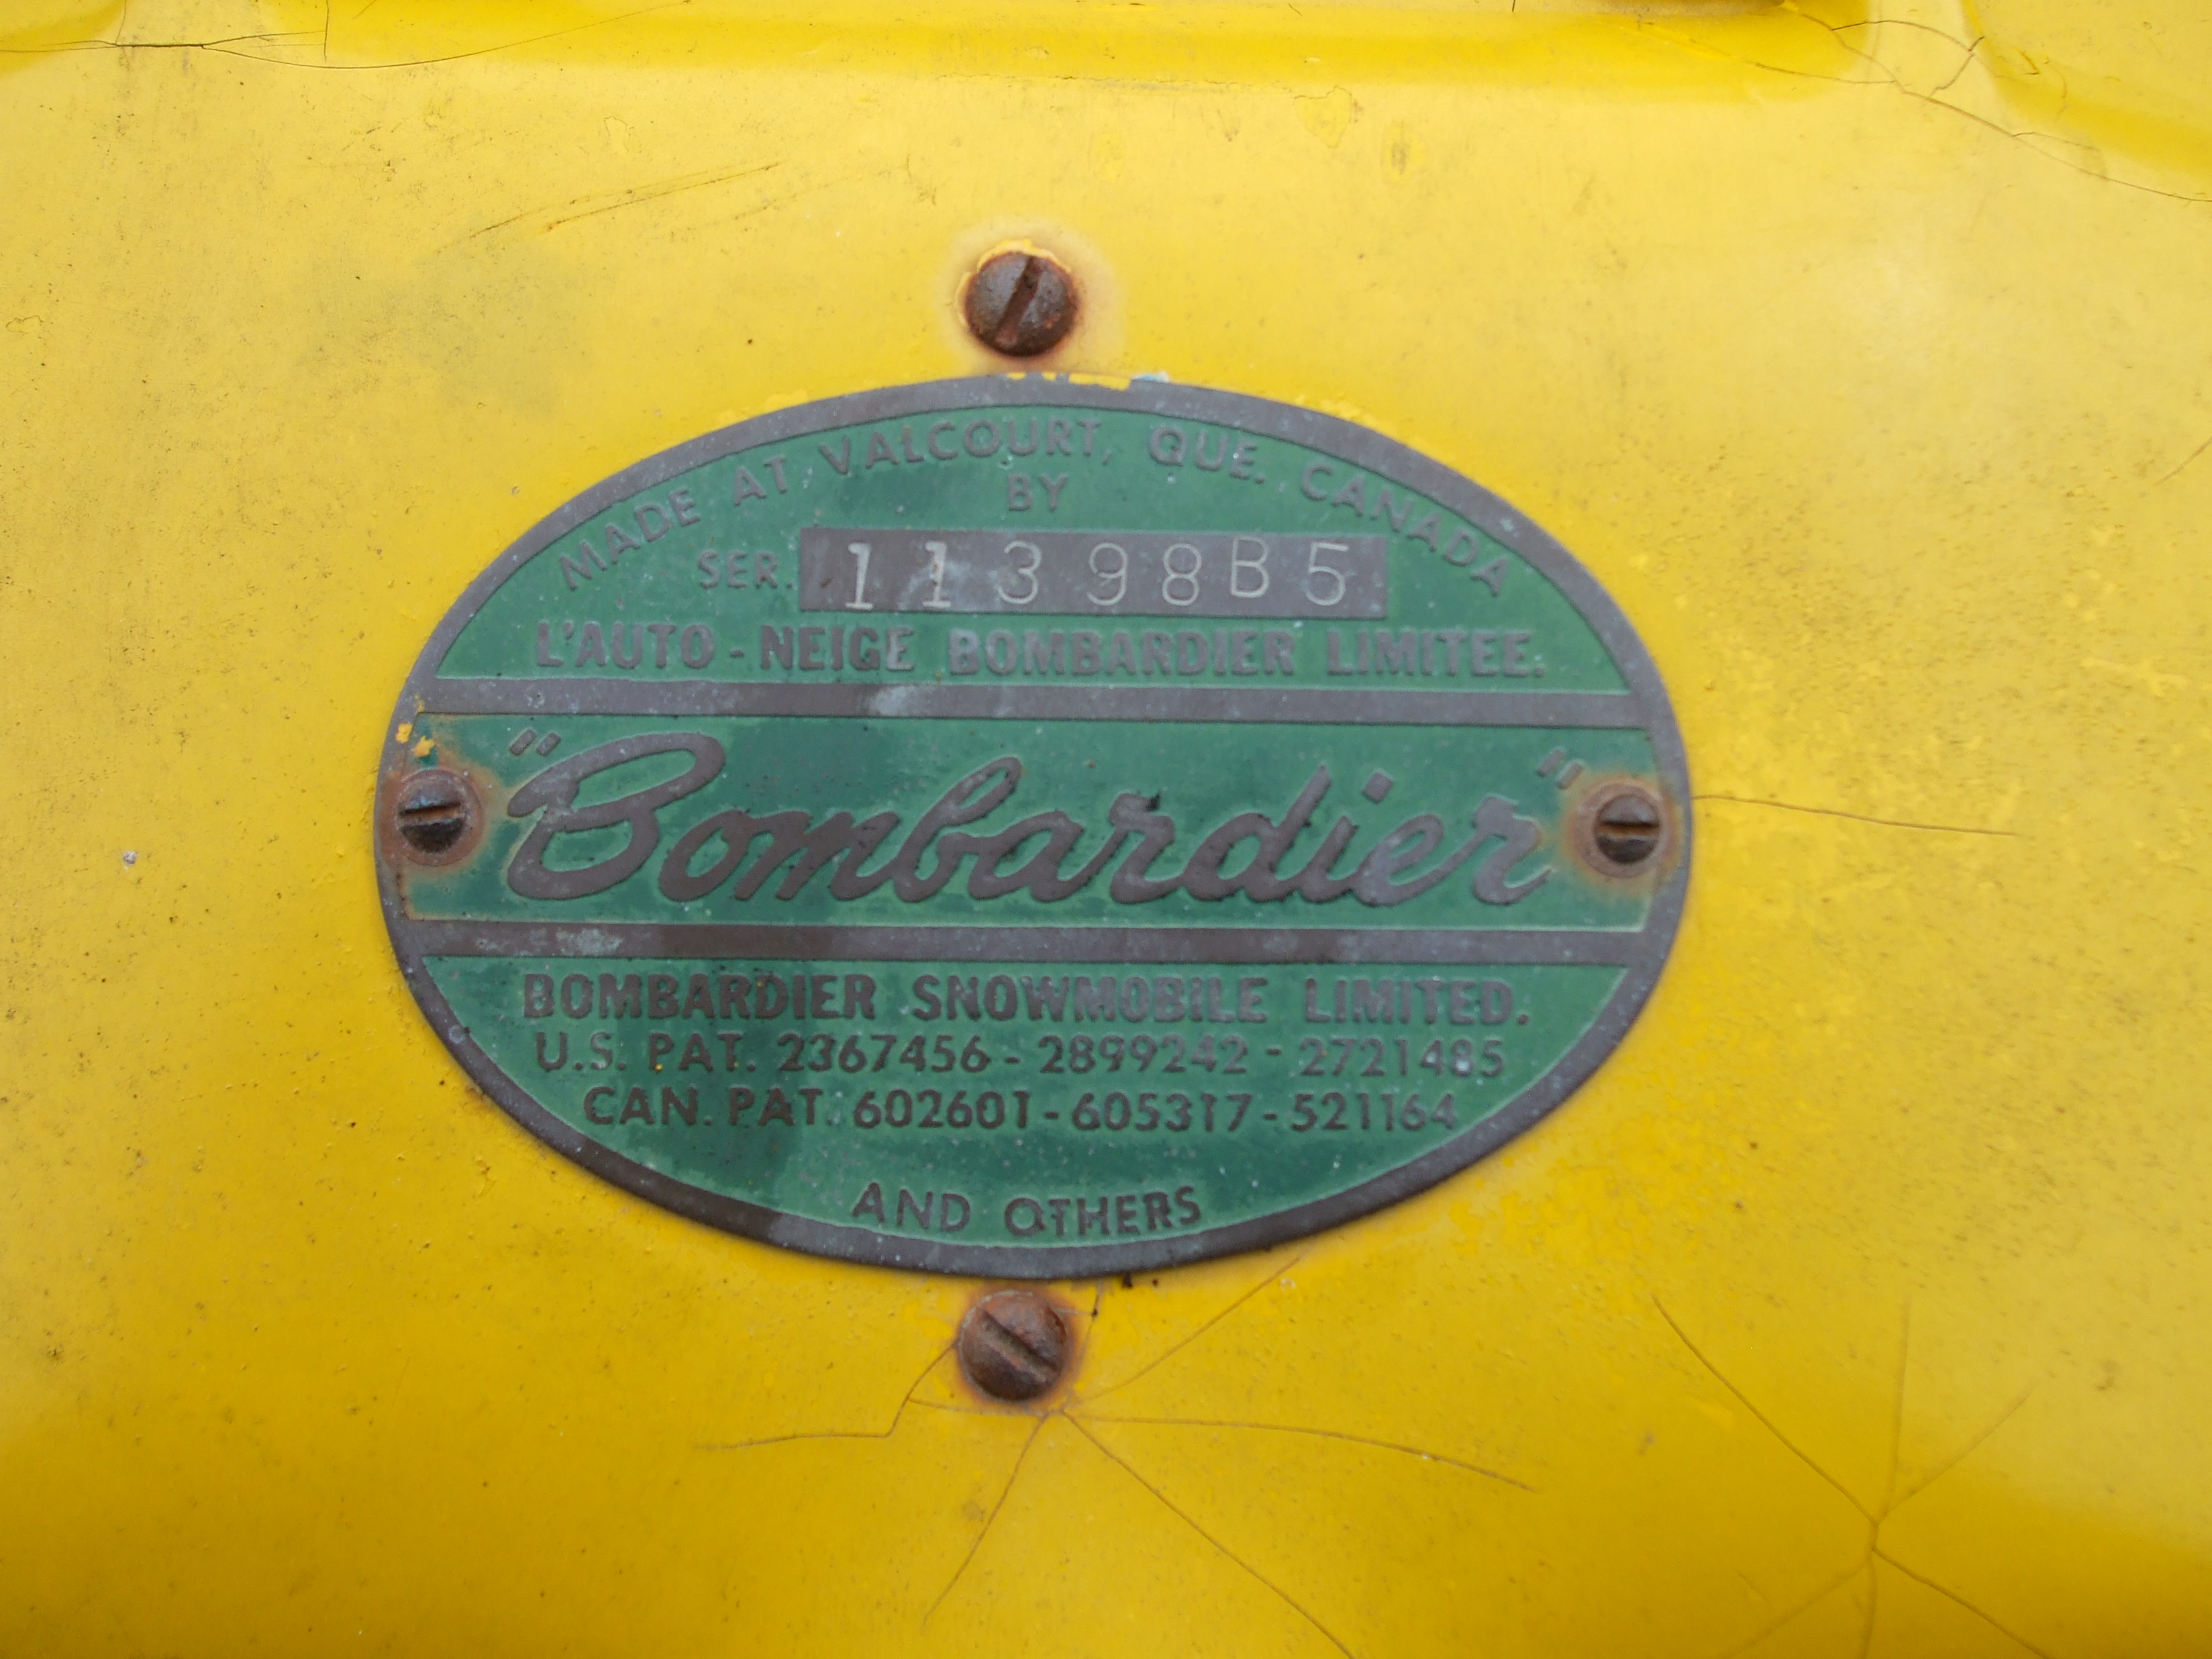 MADE AT VALCOURT, QUE. CANADA
BY
SER. 11398B5
L'AUTO-NEIGE BOMBARDIER LIMITEE.
"Bombardier"
BOMBARDIER SNOWMOBILE LIMITED.
U.S. PAT. 2367456 - 2899242 - 2721485
CAN. PAT. 602601 - 605317 - 521164
AND OTHERS